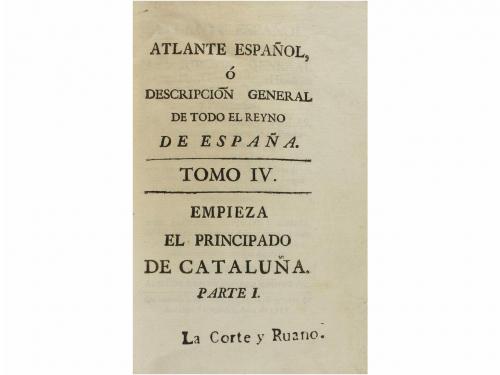 ATLANTE ESPAÑOL,
ó
DESCRIPCIÓN GENERAL
DE TODO EL REYNO
DE ESPAÑA.
TOMO IV.
EMPIEZA
EL PRINCIPADO
DE CATALUÑA.
PARTE I.
La Corte y Ruano.